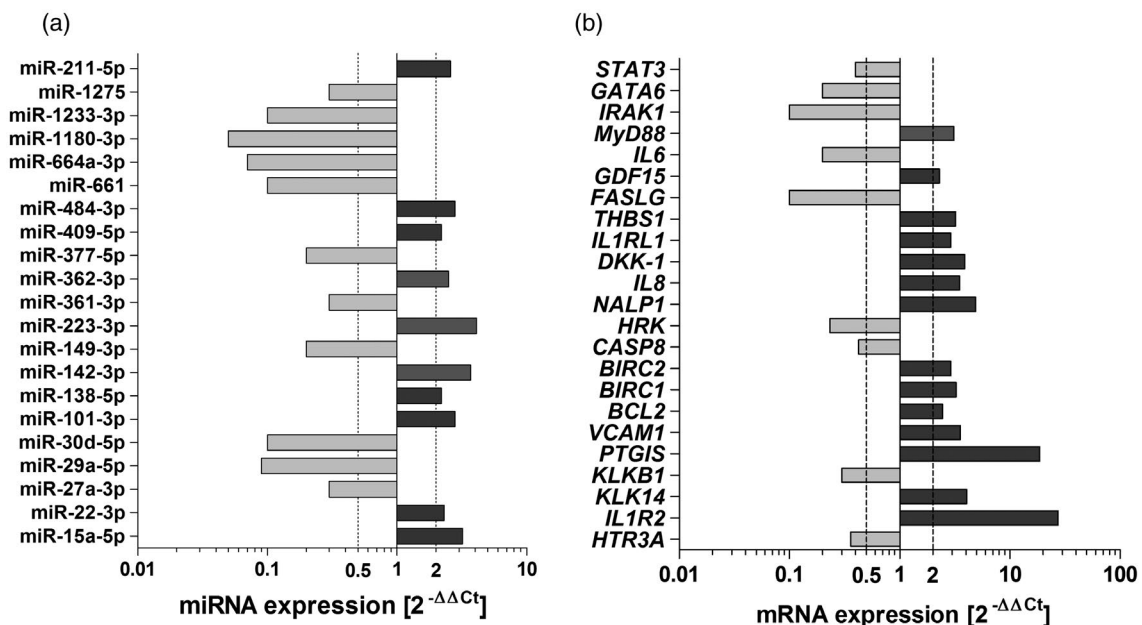 (a)
miR-211-5p
miR-1275
miR-1233-3p
miR-1180-3p
miR-664a-3p
miR-661
miR-484-3p
miR-409-5p
miR-377-5p
miR-362-3p
miR-361-3p
miR-223-3p
miR-149-3p
miR-142-3p
miR-138-5p
miR-101-3p
miR-30d-5p
miR-29a-5p
miR-27a-3p
miR-22-3p
miR-15a-5p
0.01 0.1 0.5 1 2 10
miRNA expression [2^-ΔΔCt]
(b)
STAT3
GATA6
IRAK1
MyD88
IL6
GDF15
FASLG
THBS1
IL1RL1
DKK-1
IL8
NALP1
HRK
CASP8
BIRC2
BIRC1
BCL2
VCAM1
PTGIS
KLKB1
KLK14
IL1R2
HTR3A
0.01 0.1 0.5 1 2 10 100
mRNA expression [2^-ΔΔCt]